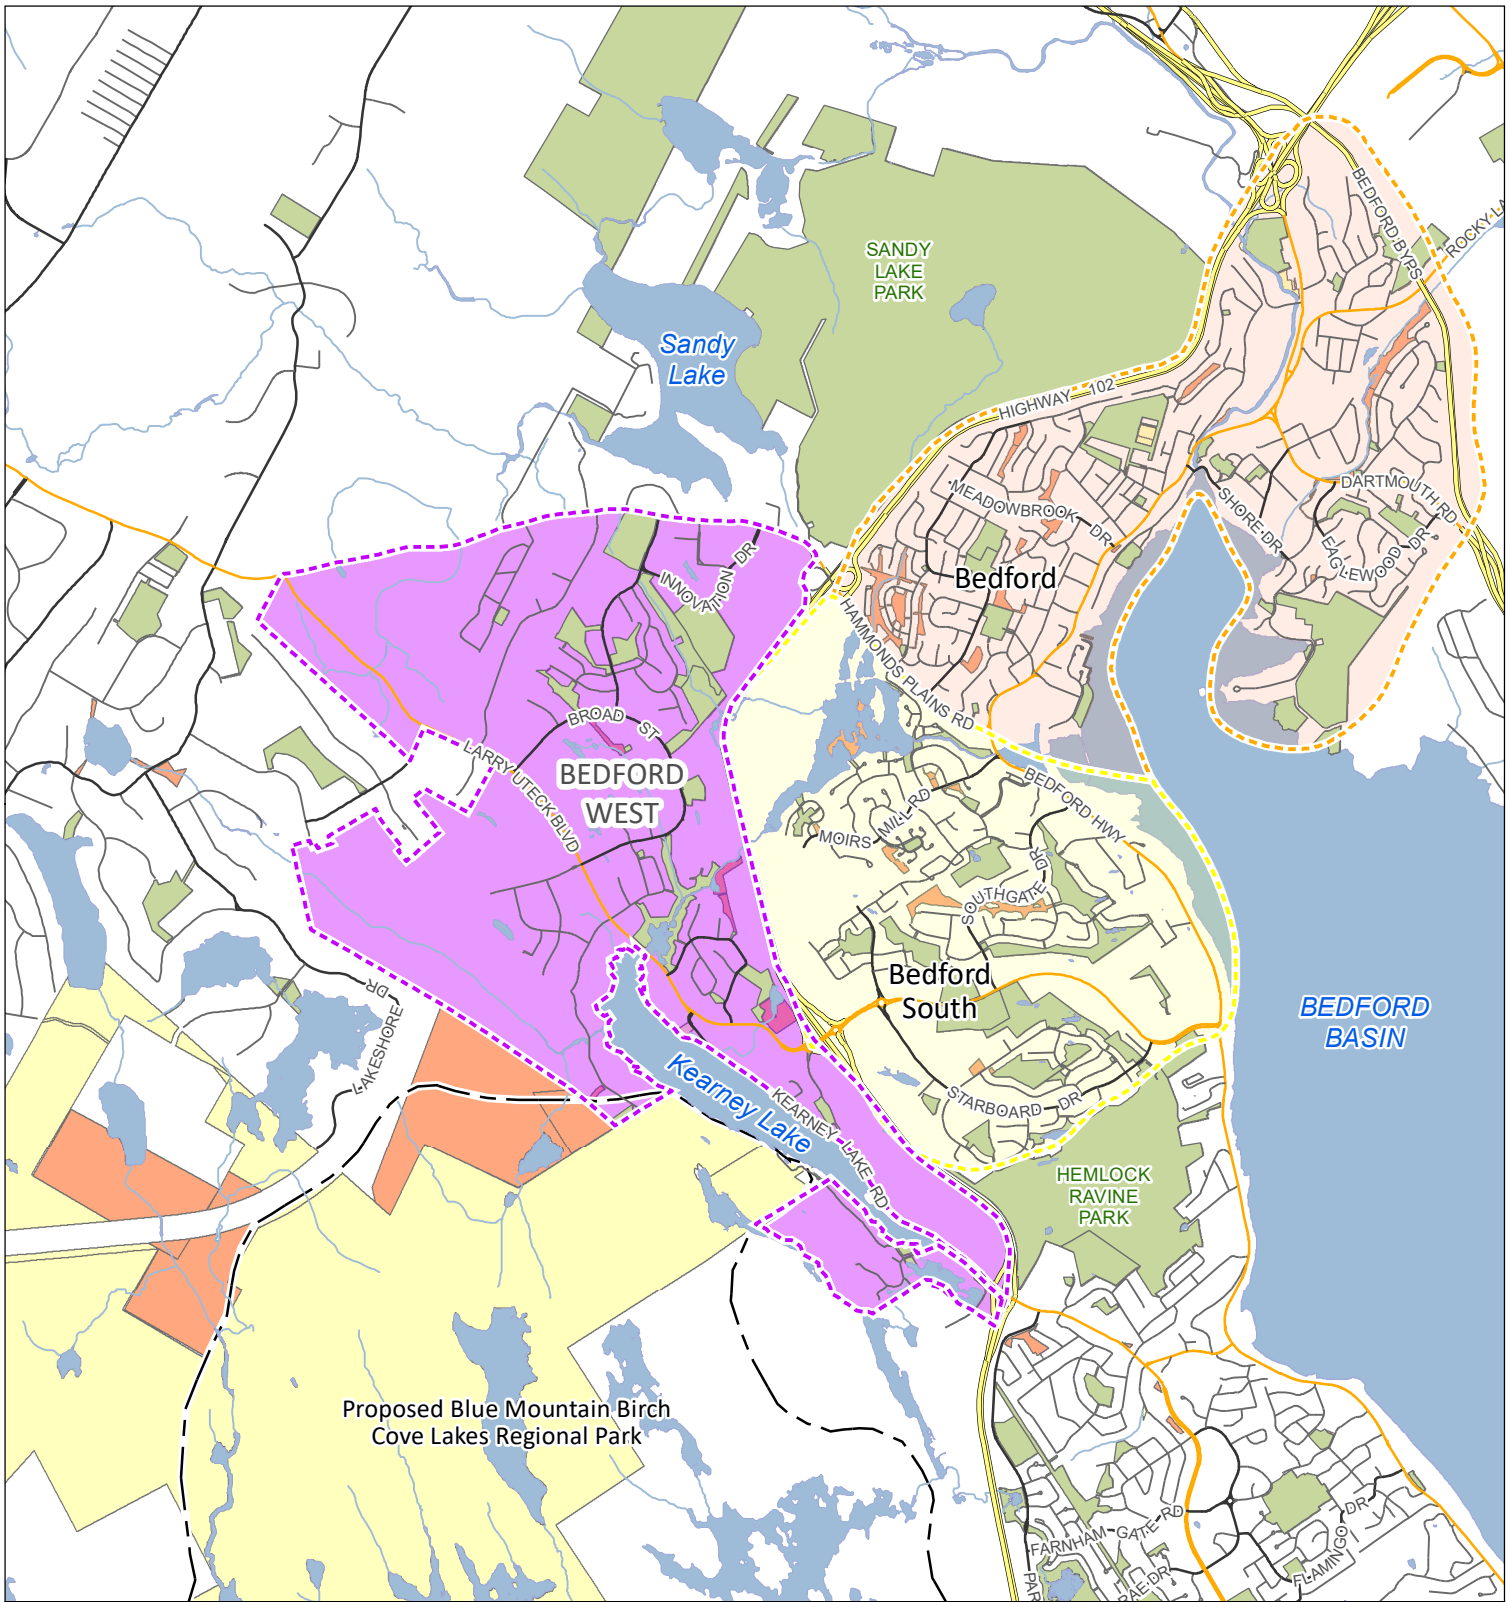 SANDY
LAKE
PARK
BEDFORD BYPS
ROCKY LA
Sandy
Lake
HIGHWAY 102
MEADOWBROOK DR
SHORE DR
DARTMOUTH RD
EAGLEWOOD DR
INNOVATION DR
Bedford
HAMMONDS PLAINS RD
BROAD ST
LARRY UTECK BLVD
BEDFORD
WEST
BEDFORD HWY
MOIRS MILL RD
SOUTHGATE DR
Bedford
South
BEDFORD
BASIN
LAKESHORE DR
Kearney Lake
KEARNEY LAKE RD
STARBOARD DR
HEMLOCK
RAVINE
PARK
Proposed Blue Mountain Birch
Cove Lakes Regional Park
FARNHAM GATE RD
FLAMINGO DR
PAR
RAE DR